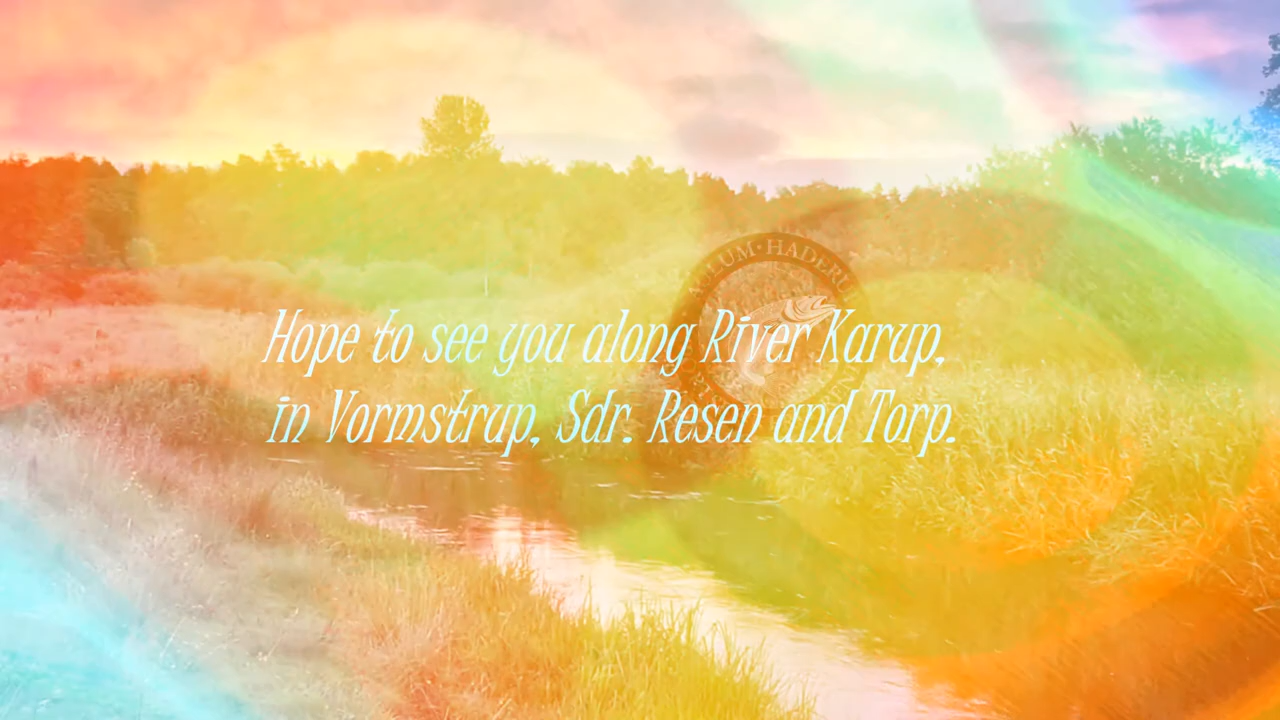 Hope to see you along River Karup,
in Vormstrup, Sdr. Resen and Torp.